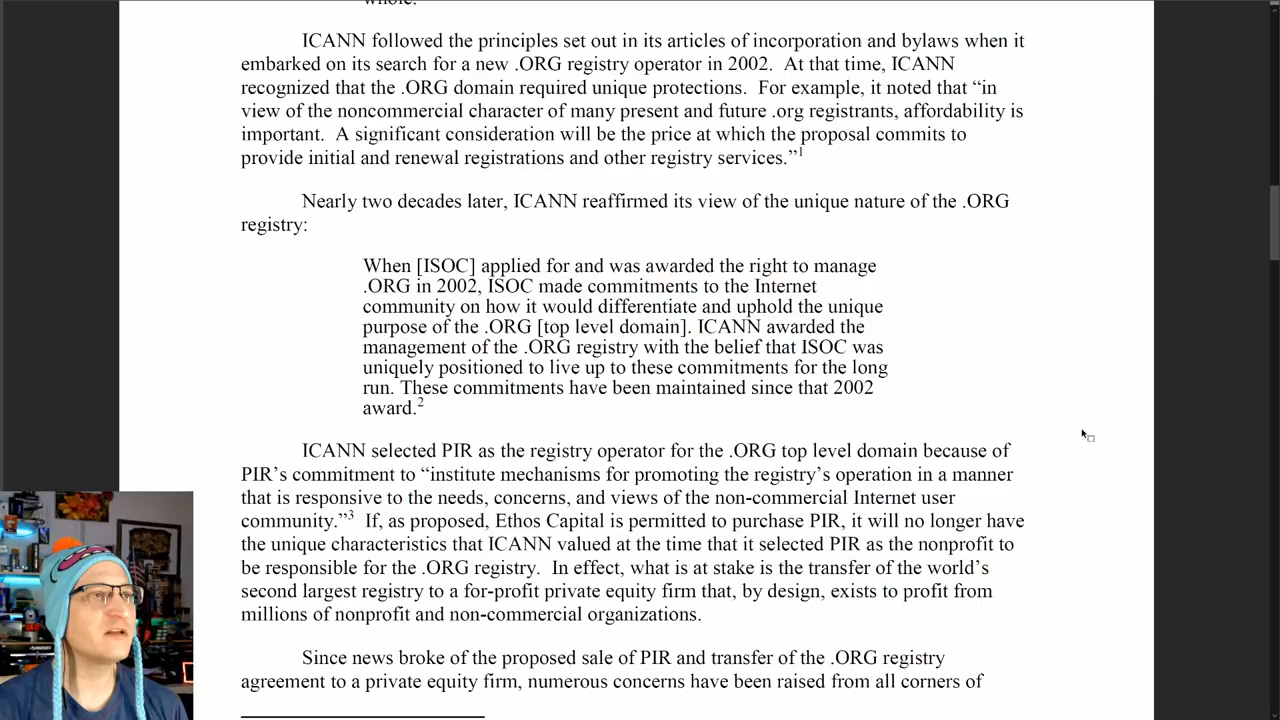 whole.
ICANN followed the principles set out in its articles of incorporation and bylaws when it
embarked on its search for a new .ORG registry operator in 2002.  At that time, ICANN
recognized that the .ORG domain required unique protections.  For example, it noted that “in
view of the noncommercial character of many present and future .org registrants, affordability is
important.  A significant consideration will be the price at which the proposal commits to
provide initial and renewal registrations and other registry services.”1
Nearly two decades later, ICANN reaffirmed its view of the unique nature of the .ORG
registry:
When [ISOC] applied for and was awarded the right to manage
.ORG in 2002, ISOC made commitments to the Internet
community on how it would differentiate and uphold the unique
purpose of the .ORG [top level domain]. ICANN awarded the
management of the .ORG registry with the belief that ISOC was
uniquely positioned to live up to these commitments for the long
run. These commitments have been maintained since that 2002
award.2
ICANN selected PIR as the registry operator for the .ORG top level domain because of
PIR’s commitment to “institute mechanisms for promoting the registry’s operation in a manner
that is responsive to the needs, concerns, and views of the non-commercial Internet user
community.”3  If, as proposed, Ethos Capital is permitted to purchase PIR, it will no longer have
the unique characteristics that ICANN valued at the time that it selected PIR as the nonprofit to
be responsible for the .ORG registry.  In effect, what is at stake is the transfer of the world’s
second largest registry to a for-profit private equity firm that, by design, exists to profit from
millions of nonprofit and non-commercial organizations.
Since news broke of the proposed sale of PIR and transfer of the .ORG registry
agreement to a private equity firm, numerous concerns have been raised from all corners of